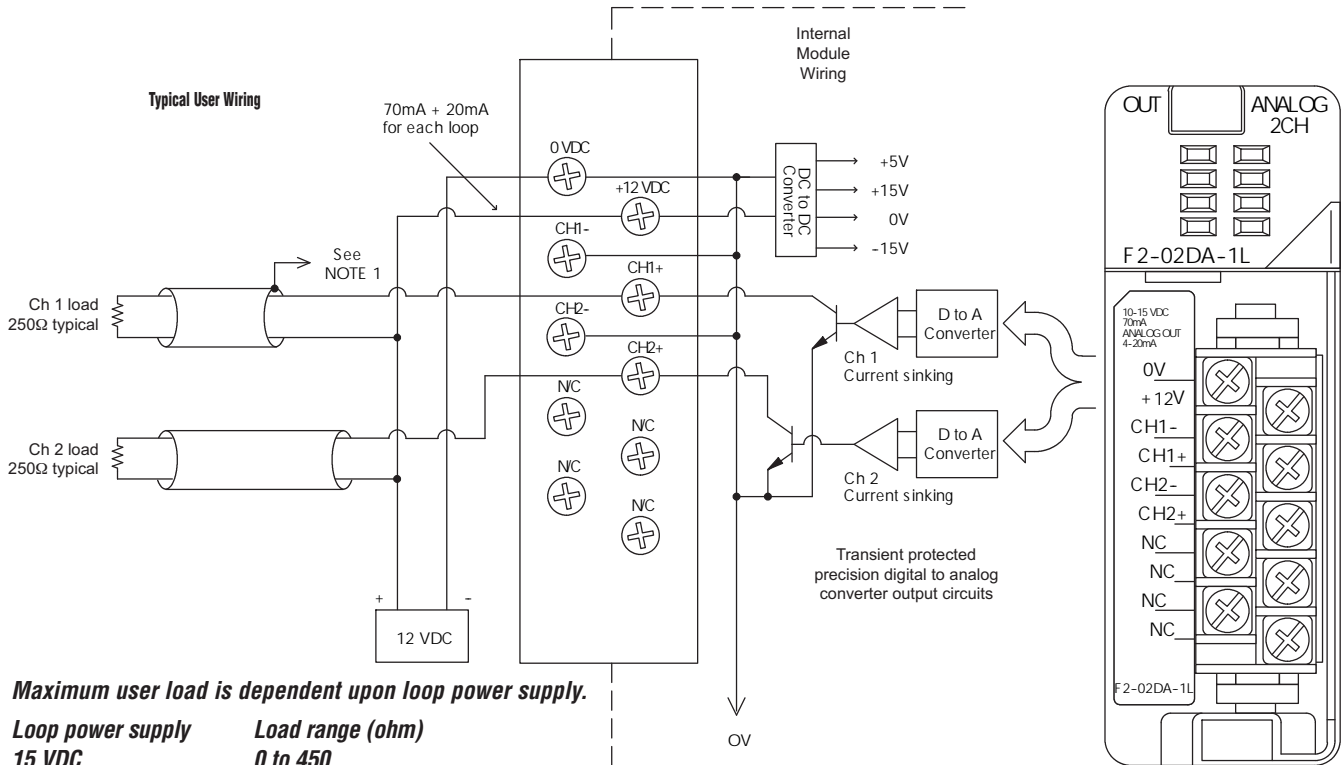 Internal
Module
Wiring
Typical User Wiring
70mA + 20mA
for each loop
0 VDC
+12 VDC
CH1-
CH1+
CH2-
CH2+
N/C
N/C
N/C
N/C
See
NOTE 1
Ch 1 load
250Ω typical
Ch 2 load
250Ω typical
+
-
12 VDC
DC to DC
Converter
+5V
+15V
0V
-15V
D to A
Converter
Ch 1
Current sinking
D to A
Converter
Ch 2
Current sinking
Transient protected
precision digital to analog
converter output circuits
OV
OUT
ANALOG
2CH
F2-02DA-1L
10-15 VDC
70mA
ANALOG OUT
4-20mA
0V
+12V
CH1-
CH1+
CH2-
CH2+
NC
NC
NC
NC
F2-02DA-1L
Maximum user load is dependent upon loop power supply.
Loop power supply Load range (ohm)
15 VDC 0 to 450